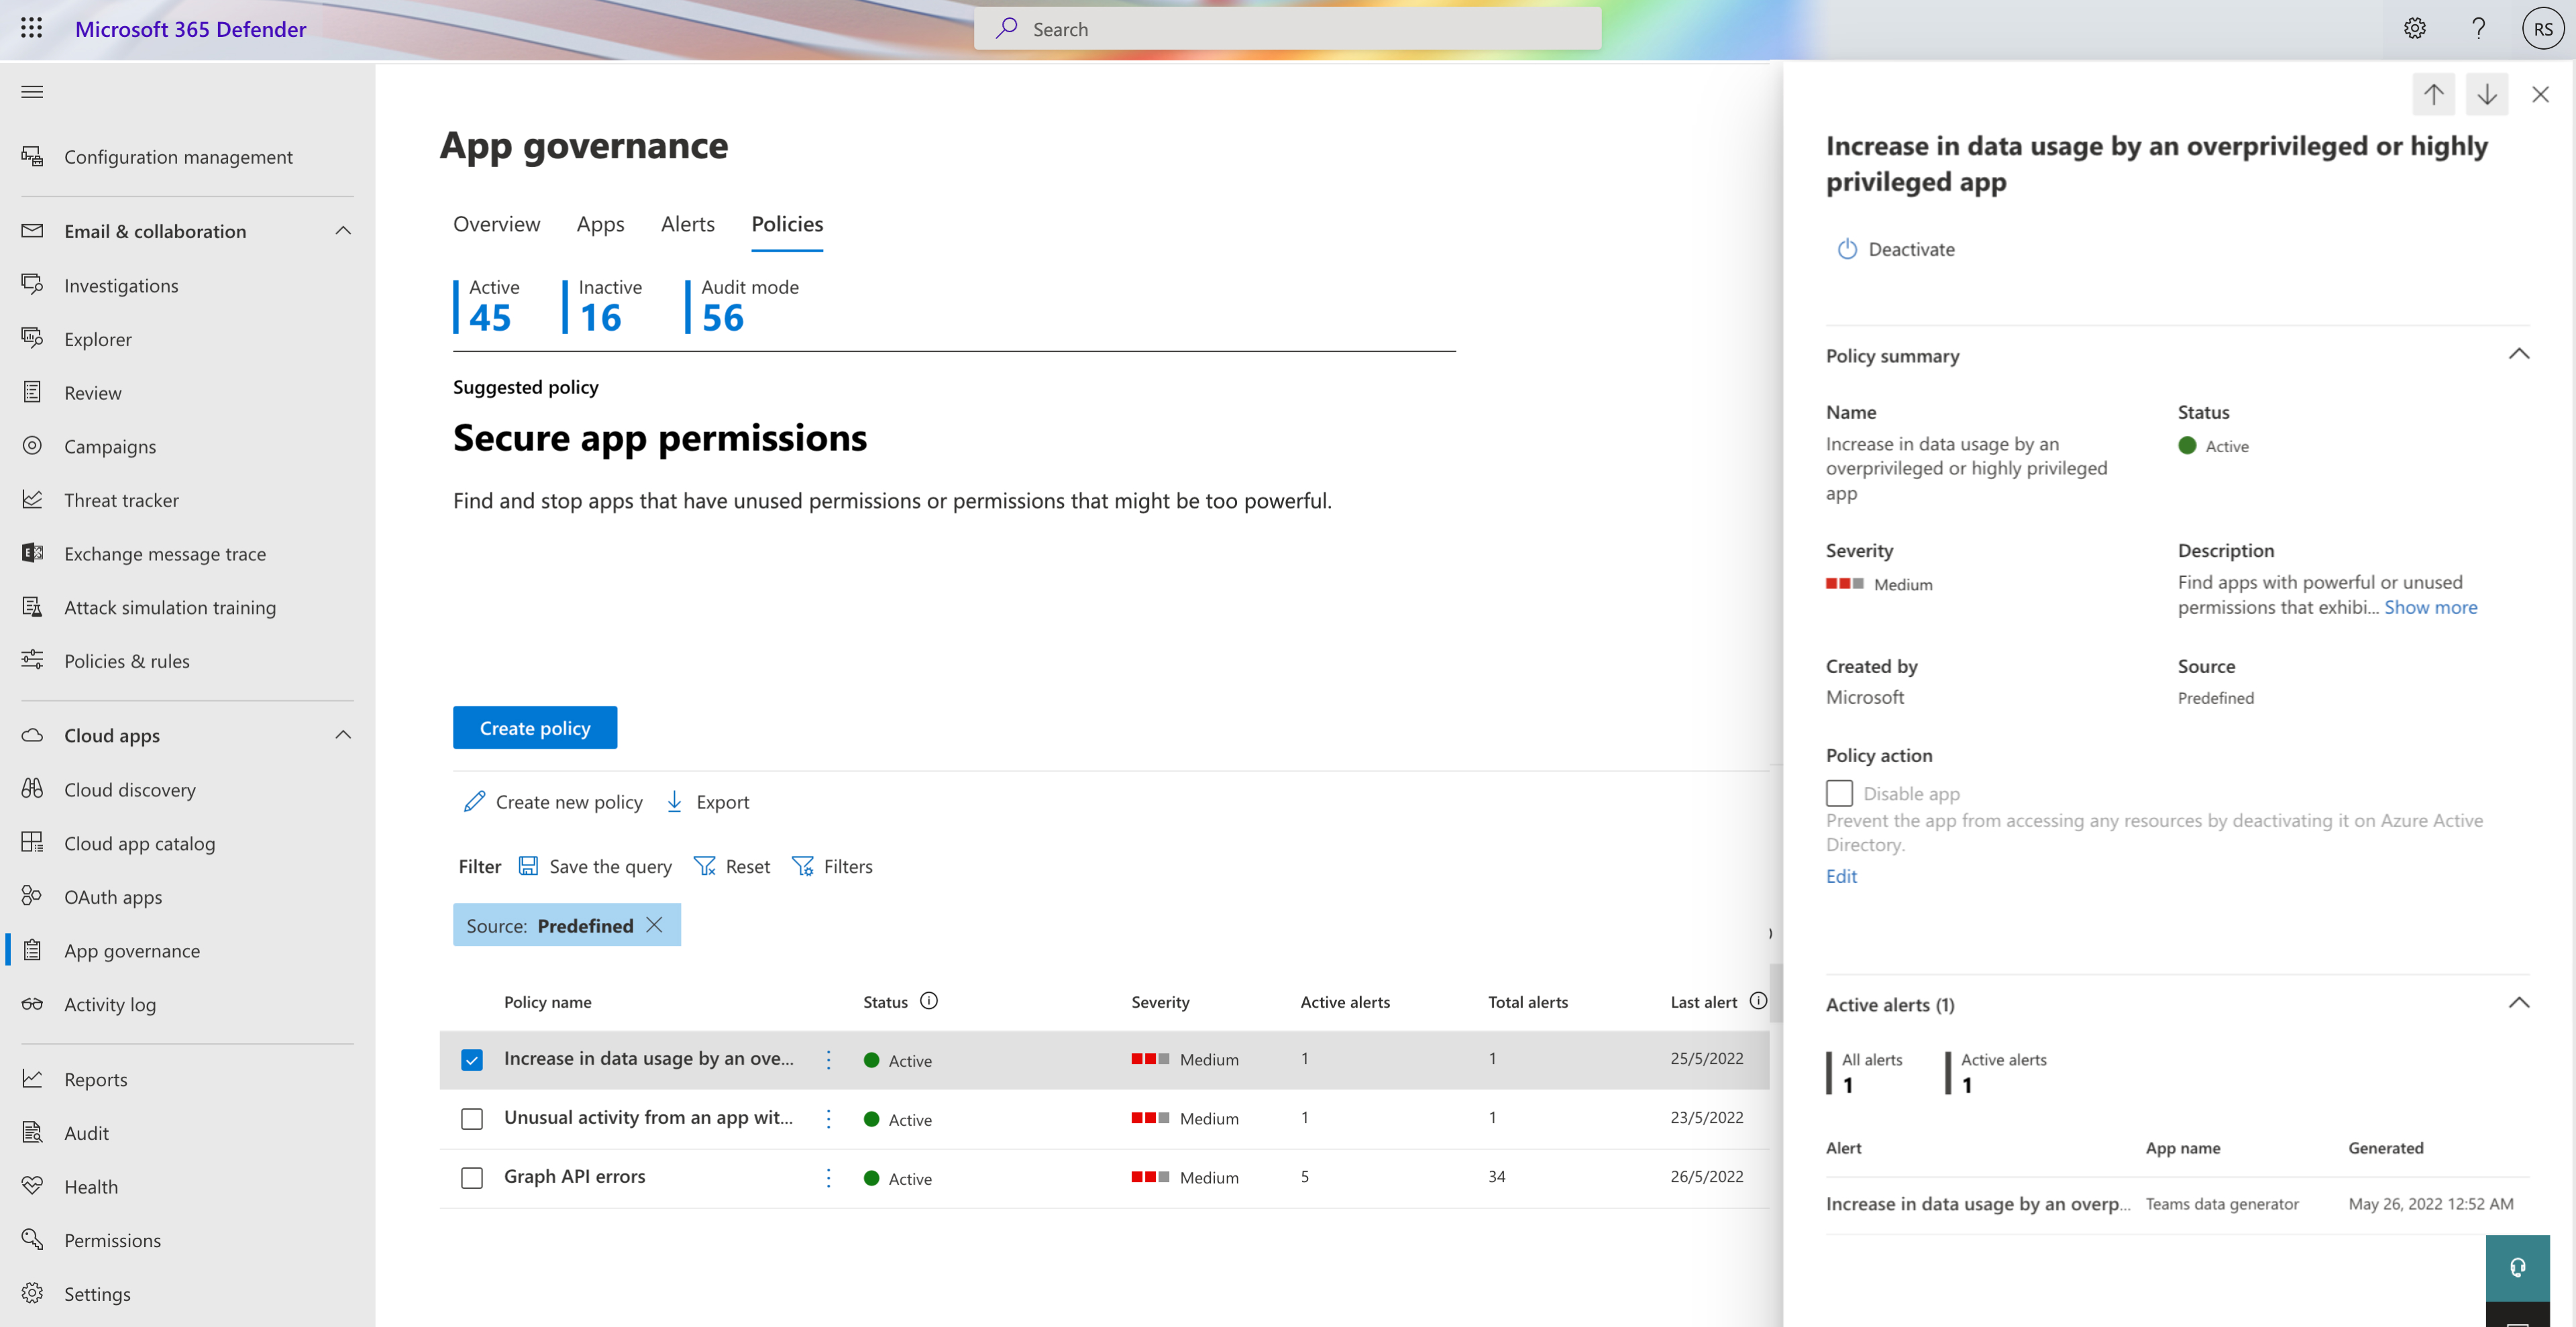 Microsoft 365 Defender
Search
RS
Configuration management
Email & collaboration
Investigations
Explorer
Review
Campaigns
Threat tracker
Exchange message trace
Attack simulation training
Policies & rules
Cloud apps
Cloud discovery
Cloud app catalog
OAuth apps
App governance
Activity log
Reports
Audit
Health
Permissions
Settings
App governance
Overview Apps Alerts Policies
Active Inactive Audit mode
45 16 56
Suggested policy
Secure app permissions
Find and stop apps that have unused permissions or permissions that might be too powerful.
Create policy
Create new policy Export
Filter Save the query Reset Filters
Source: Predefined
Policy name Status Severity Active alerts Total alerts Last alert
Increase in data usage by an ove... Active Medium 1 1 25/5/2022
Unusual activity from an app wit... Active Medium 1 1 23/5/2022
Graph API errors Active Medium 5 34 26/5/2022
Increase in data usage by an overprivileged or highly
privileged app
Deactivate
Policy summary
Name Status
Increase in data usage by an Active
overprivileged or highly privileged
app
Severity Description
Medium Find apps with powerful or unused
permissions that exhibi... Show more
Created by Source
Microsoft Predefined
Policy action
Disable app
Prevent the app from accessing any resources by deactivating it on Azure Active
Directory.
Edit
Active alerts (1)
All alerts Active alerts
1 1
Alert App name Generated
Increase in data usage by an overp... Teams data generator May 26, 2022 12:52 AM